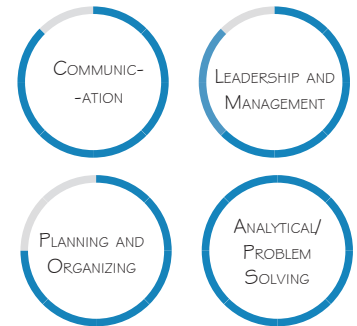 Communic-
-ation
Leadership and
Management
Planning and
Organizing
Analytical/
Problem
Solving